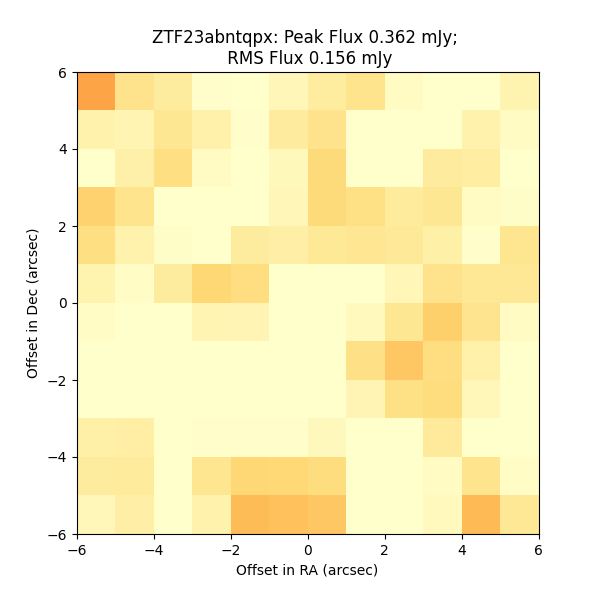 ZTF23abntqpx: Peak Flux 0.362 mJy;
RMS Flux 0.156 mJy
6
4
2
0
−2
−4
−6
Offset in Dec (arcsec)
−6 −4 −2 0 2 4 6
Offset in RA (arcsec)